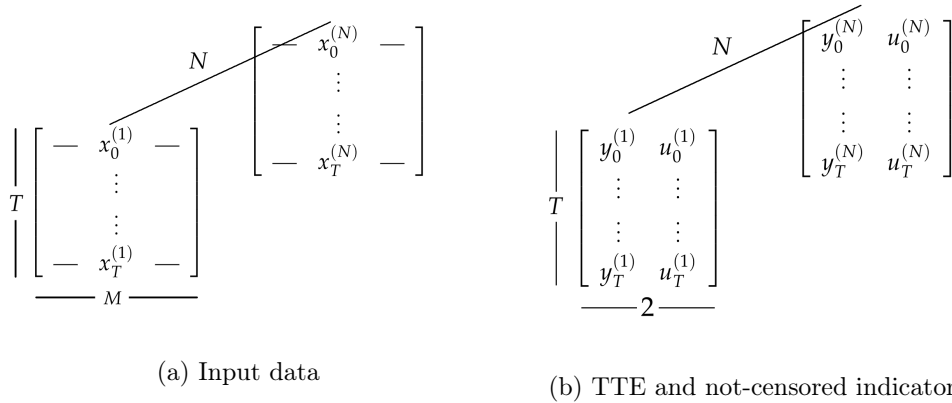 N
— x_0^{(N)} —
⋮
⋮
— x_T^{(N)} —
— x_0^{(1)} —
⋮
⋮
— x_T^{(1)} —
T
M
(a) Input data
N
y_0^{(N)} u_0^{(N)}
⋮ ⋮
⋮ ⋮
y_T^{(N)} u_T^{(N)}
y_0^{(1)} u_0^{(1)}
⋮ ⋮
⋮ ⋮
y_T^{(1)} u_T^{(1)}
T
2
(b) TTE and not-censored indicator